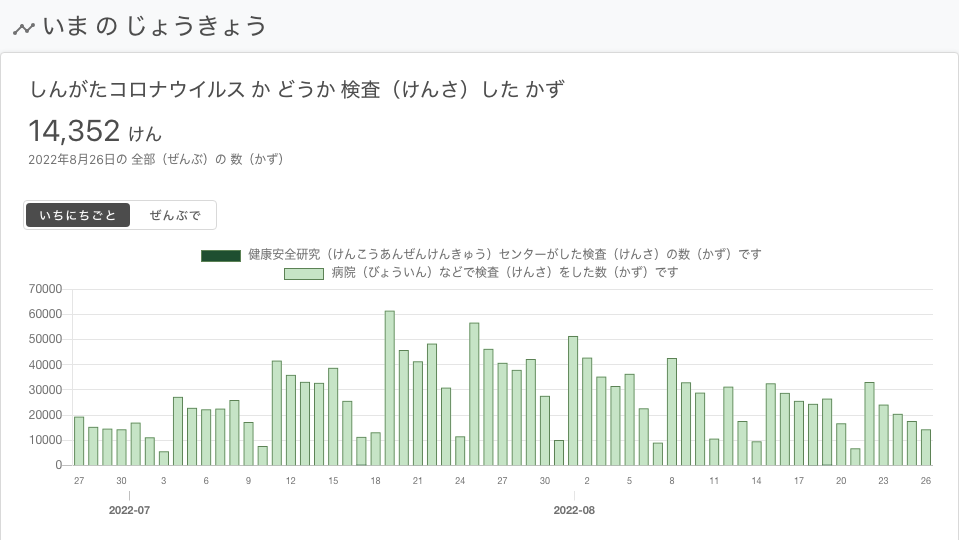 いま の じょうきょう
しんがたコロナウイルス か どうか 検査（けんさ）した かず
14,352 けん
2022年8月26日の 全部（ぜんぶ）の 数（かず）
いちにちごと ぜんぶで
健康安全研究（けんこうあんぜんけんきゅう）センターがした検査（けんさ）の数（かず）です
病院（びょういん）などで検査（けんさ）をした数（かず）です
70000
60000
50000
40000
30000
20000
10000
0
27 30 3 6 9 12 15 18 21 24 27 30 2 5 8 11 14 17 20 23 26
2022-07 2022-08